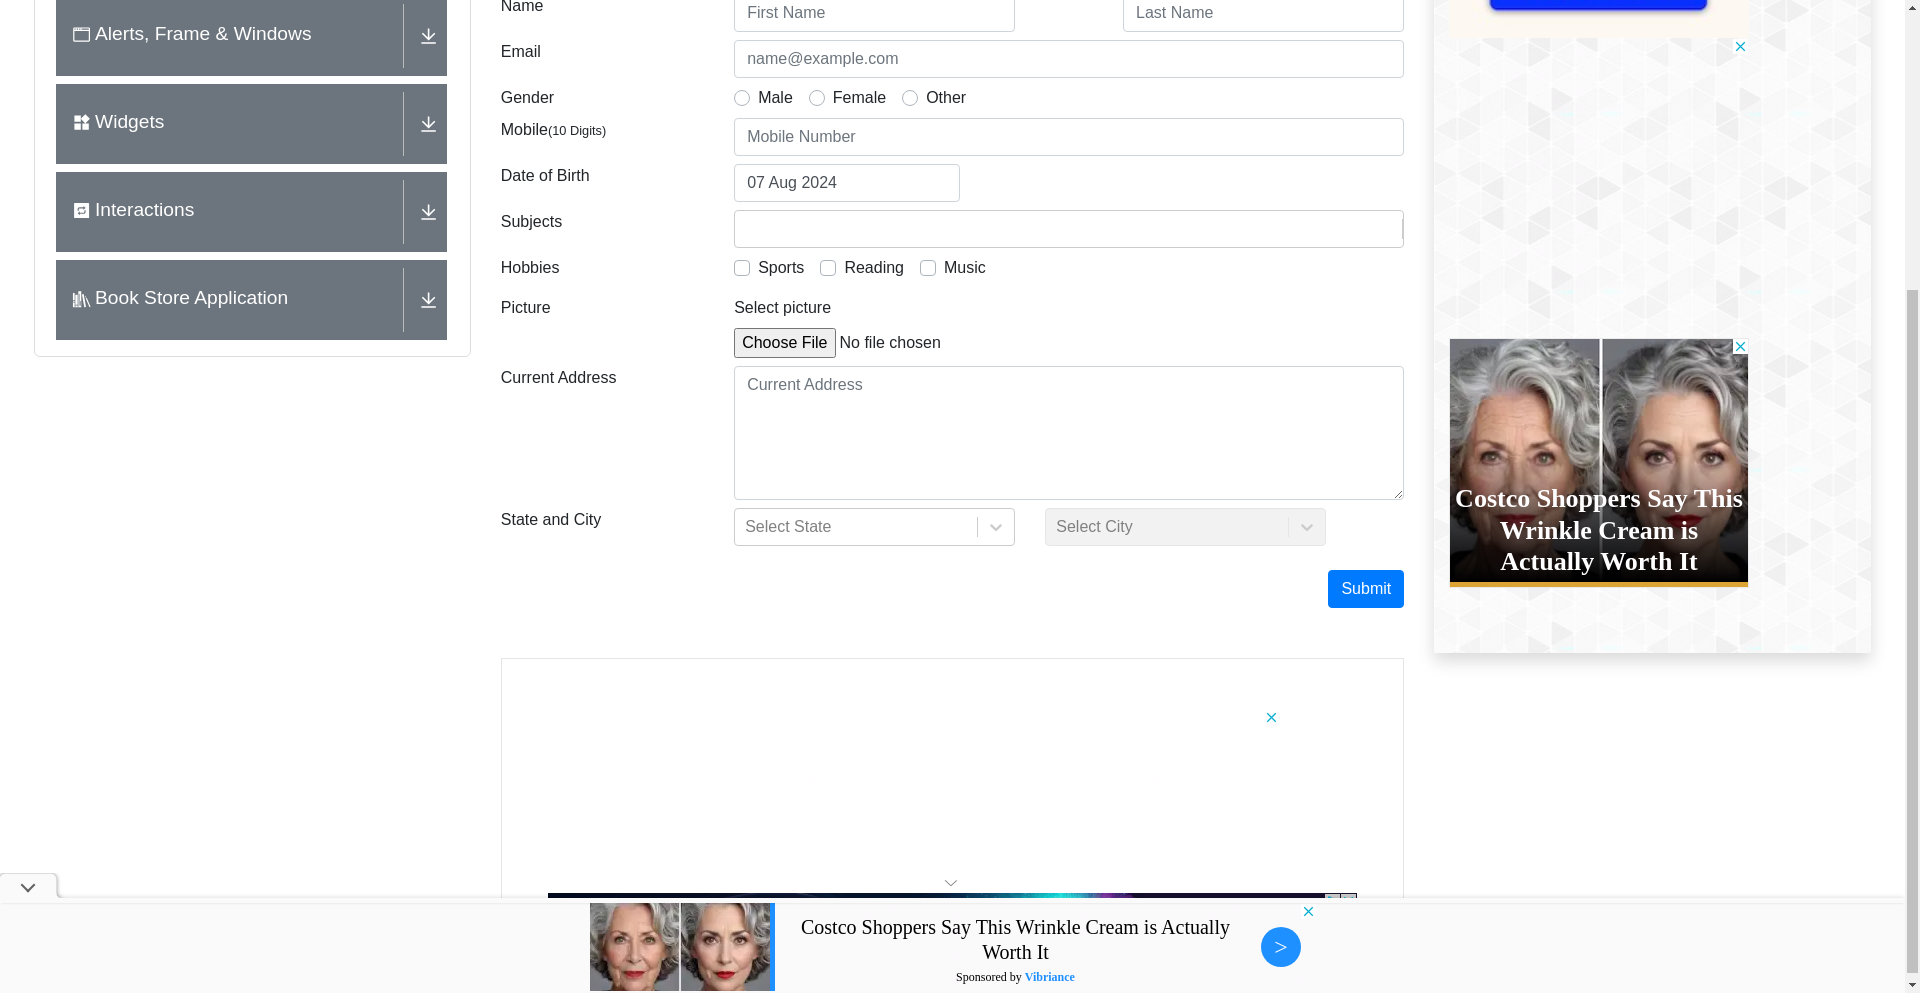 Alerts, Frame & Windows
Widgets
Interactions
Book Store Application
Name
First Name
Last Name
Email
name@example.com
Gender
Male
Female
Other
Mobile(10 Digits)
Mobile Number
Date of Birth
07 Aug 2024
Subjects
Hobbies
Sports
Reading
Music
Picture
Select picture
Choose File
No file chosen
Current Address
Current Address
State and City
Select State
Select City
Submit
Costco Shoppers Say This
Wrinkle Cream is
Actually Worth It
Costco Shoppers Say This Wrinkle Cream is Actually
Worth It
Sponsored by Vibriance
>